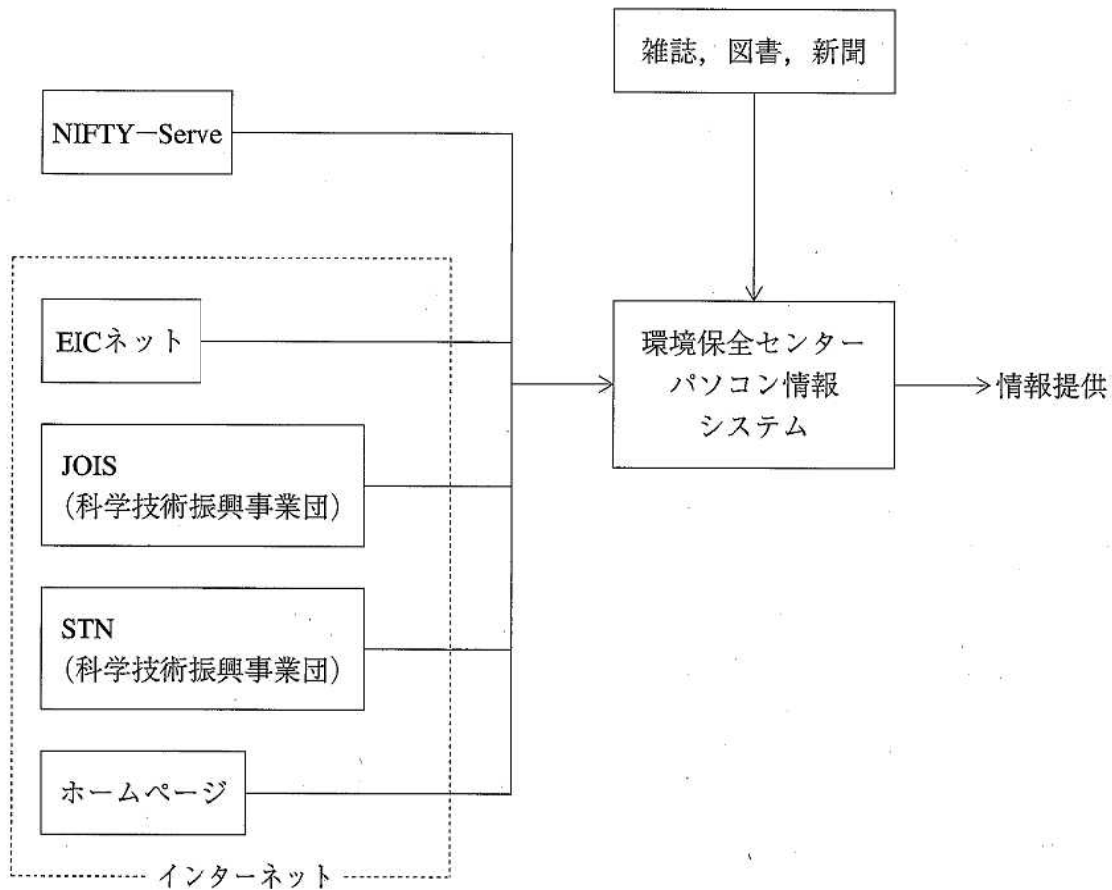 雑誌，図書，新聞
NIFTY－Serve
EICネット
JOIS
（科学技術振興事業団）
STN
（科学技術振興事業団）
ホームページ
インターネット
環境保全センター
パソコン情報
システム
情報提供